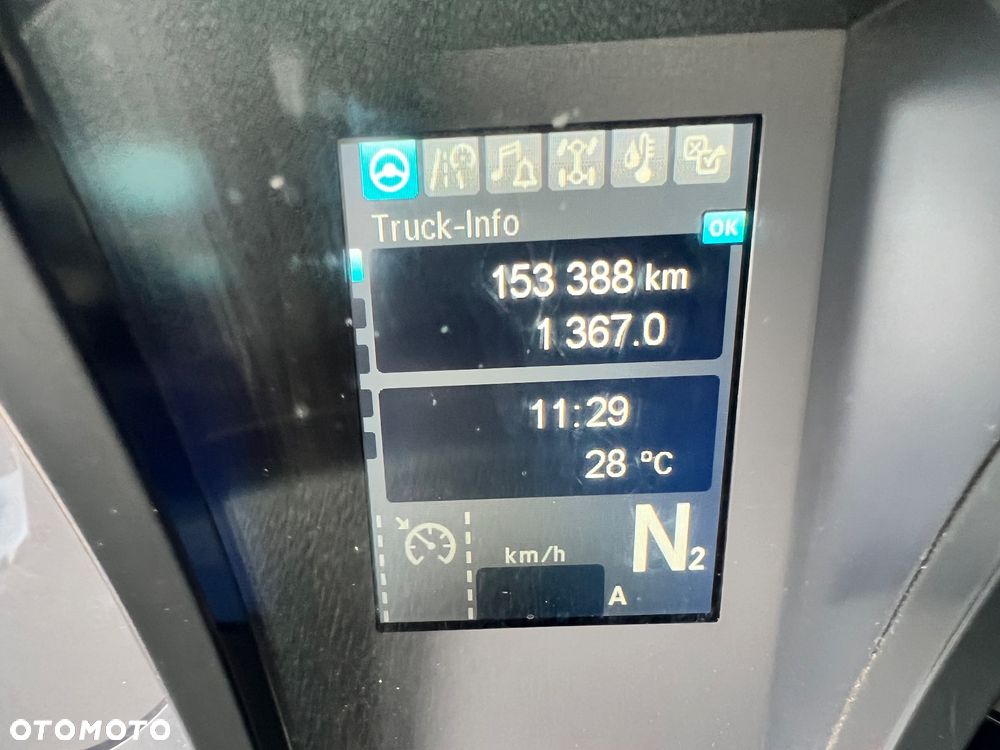 Truck-Info
OK
153 388 km
1 367.0
11:29
28 °C
km/h
N2
A
OTOMOTO